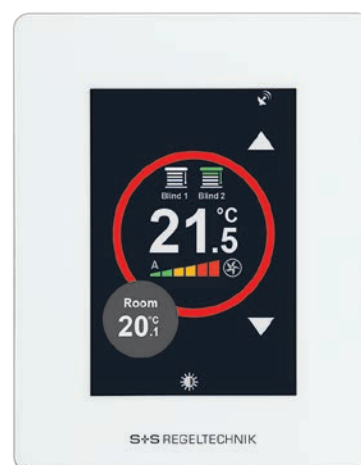 Blind 1 Blind 2
21.5 °C
A
Room
20.1 °C
S+S REGELTECHNIK